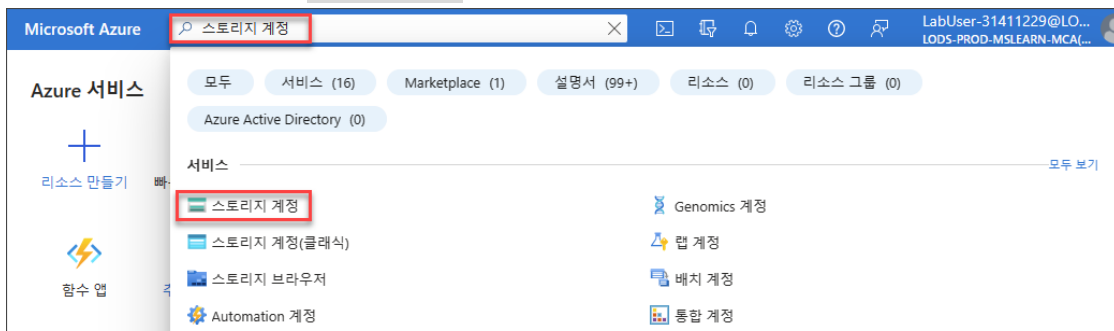 Microsoft Azure
스토리지 계정
LabUser-31411229@LO...
LODS-PROD-MSLEARN-MCA(...
Azure 서비스
모두
서비스 (16)
Marketplace (1)
설명서 (99+)
리소스 (0)
리소스 그룹 (0)
Azure Active Directory (0)
서비스
모두 보기
리소스 만들기
스토리지 계정
Genomics 계정
스토리지 계정(클래식)
랩 계정
스토리지 브라우저
배치 계정
함수 앱
Automation 계정
통합 계정